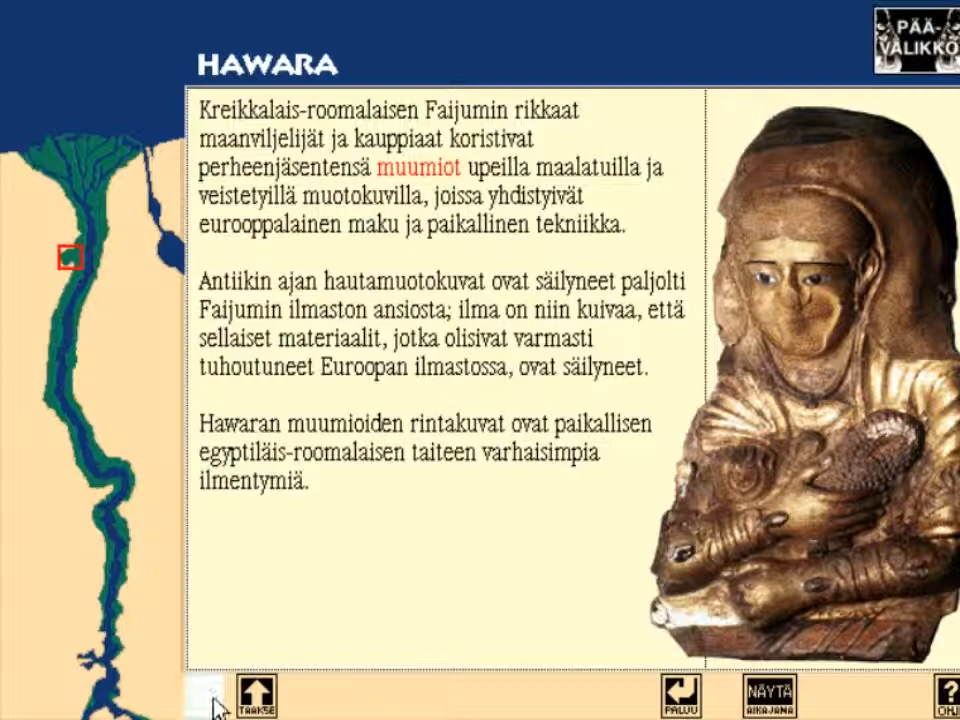 PÄÄ-
VALIKKO
HAWARA
Kreikkalais-roomalaisen Faijumin rikkaat
maanviljelijät ja kauppiaat koristivat
perheenjäsentensä muumiot upeilla maalatuilla ja
veistetyillä muotokuvilla, joissa yhdistyivät
eurooppalainen maku ja paikallinen tekniikka.
Antiikin ajan hautamuotokuvat ovat säilyneet paljolti
Faijumin ilmaston ansiosta; ilma on niin kuivaa, että
sellaiset materiaalit, jotka olisivat varmasti
tuhoutuneet Euroopan ilmastossa, ovat säilyneet.
Hawaran muumioiden rintakuvat ovat paikallisen
egyptiläis-roomalaisen taiteen varhaisimpia
ilmentymiä.
TAAKSE
PALUU
NÄYTÄ
AIKAJANA
?